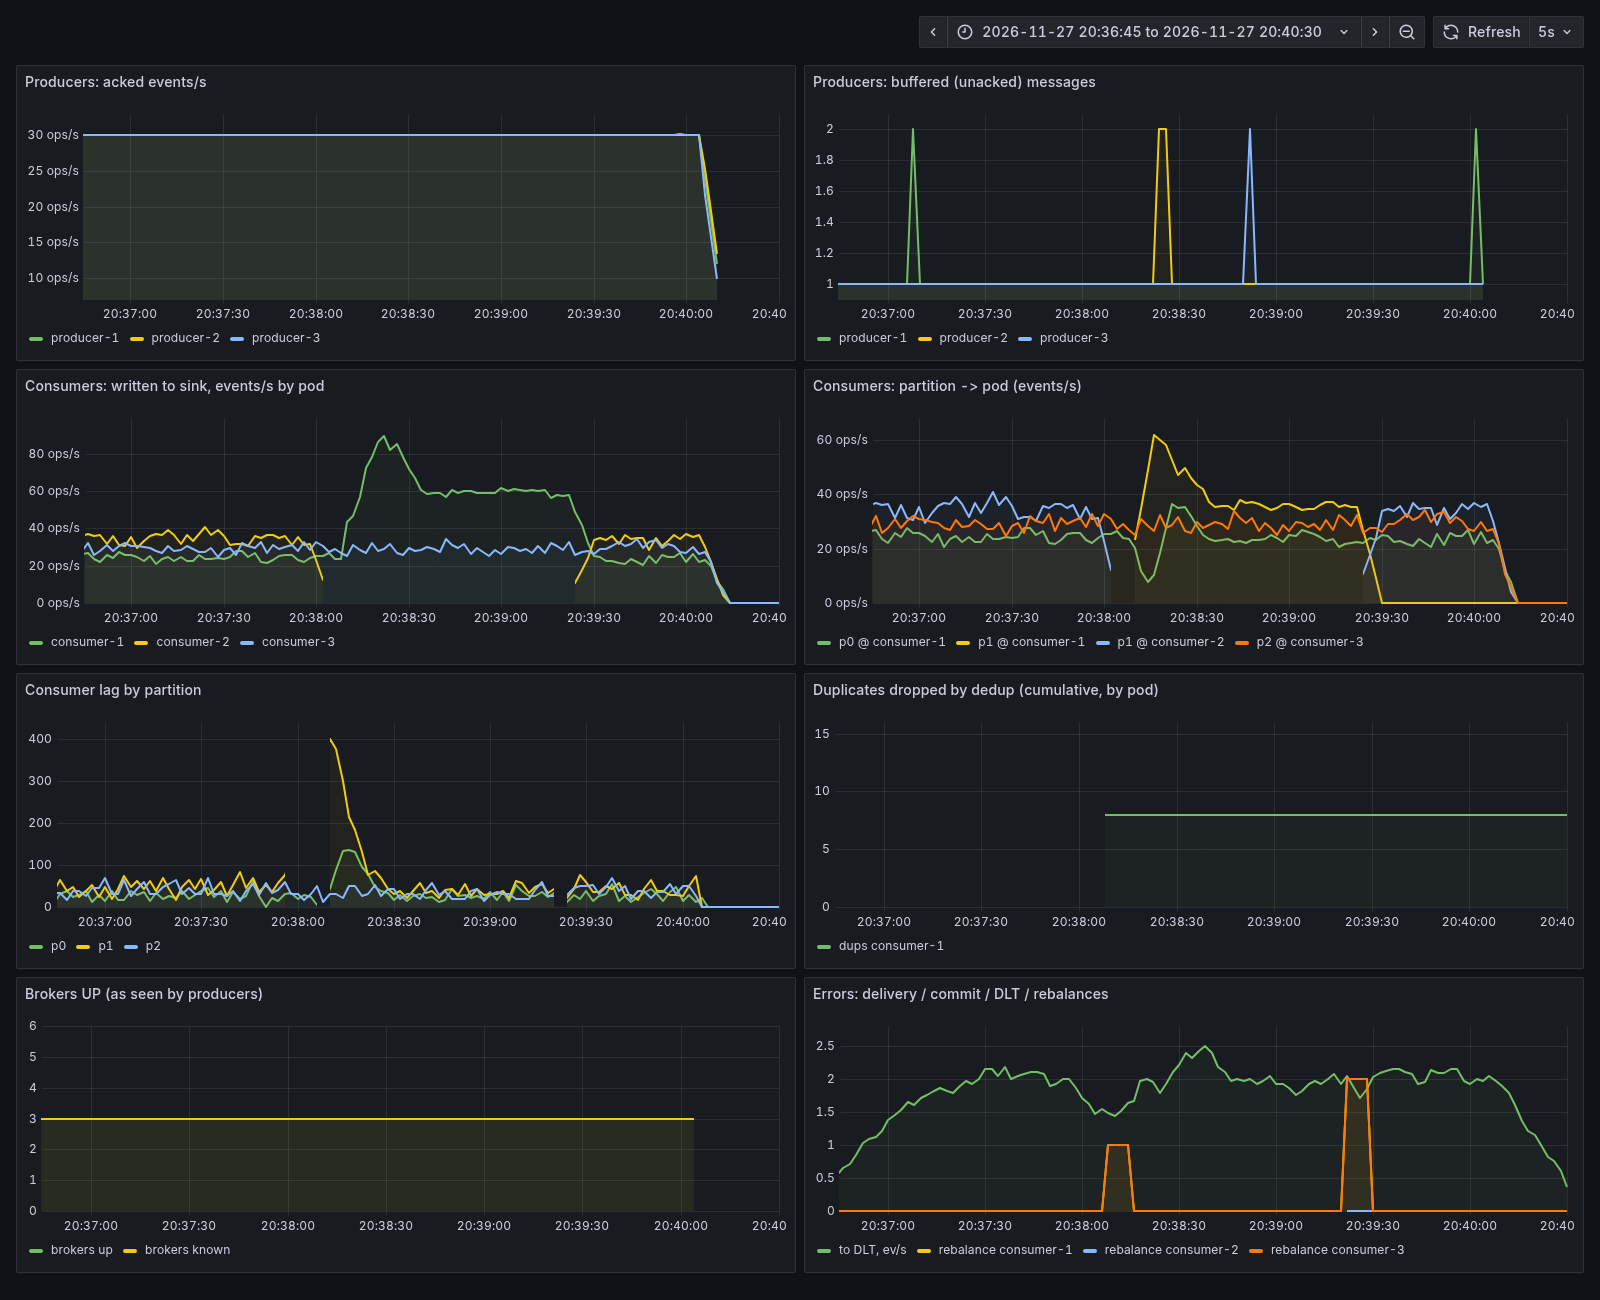 2026-11-27 20:36:45 to 2026-11-27 20:40:30 Refresh 5s
Producers: acked events/s
30 ops/s
25 ops/s
20 ops/s
15 ops/s
10 ops/s
20:37:00 20:37:30 20:38:00 20:38:30 20:39:00 20:39:30 20:40:00 20:40
producer-1 producer-2 producer-3
Producers: buffered (unacked) messages
2
1.8
1.6
1.4
1.2
1
20:37:00 20:37:30 20:38:00 20:38:30 20:39:00 20:39:30 20:40:00 20:40
producer-1 producer-2 producer-3
Consumers: written to sink, events/s by pod
80 ops/s
60 ops/s
40 ops/s
20 ops/s
0 ops/s
20:37:00 20:37:30 20:38:00 20:38:30 20:39:00 20:39:30 20:40:00 20:40
consumer-1 consumer-2 consumer-3
Consumers: partition -> pod (events/s)
60 ops/s
40 ops/s
20 ops/s
0 ops/s
20:37:00 20:37:30 20:38:00 20:38:30 20:39:00 20:39:30 20:40:00 20:40
p0 @ consumer-1 p1 @ consumer-1 p1 @ consumer-2 p2 @ consumer-3
Consumer lag by partition
400
300
200
100
0
20:37:00 20:37:30 20:38:00 20:38:30 20:39:00 20:39:30 20:40:00 20:40
p0 p1 p2
Duplicates dropped by dedup (cumulative, by pod)
15
10
5
0
20:37:00 20:37:30 20:38:00 20:38:30 20:39:00 20:39:30 20:40:00 20:40
dups consumer-1
Brokers UP (as seen by producers)
6
5
4
3
2
1
0
20:37:00 20:37:30 20:38:00 20:38:30 20:39:00 20:39:30 20:40:00 20:40
brokers up brokers known
Errors: delivery / commit / DLT / rebalances
2.5
2
1.5
1
0.5
0
20:37:00 20:37:30 20:38:00 20:38:30 20:39:00 20:39:30 20:40:00 20:40
to DLT, ev/s rebalance consumer-1 rebalance consumer-2 rebalance consumer-3